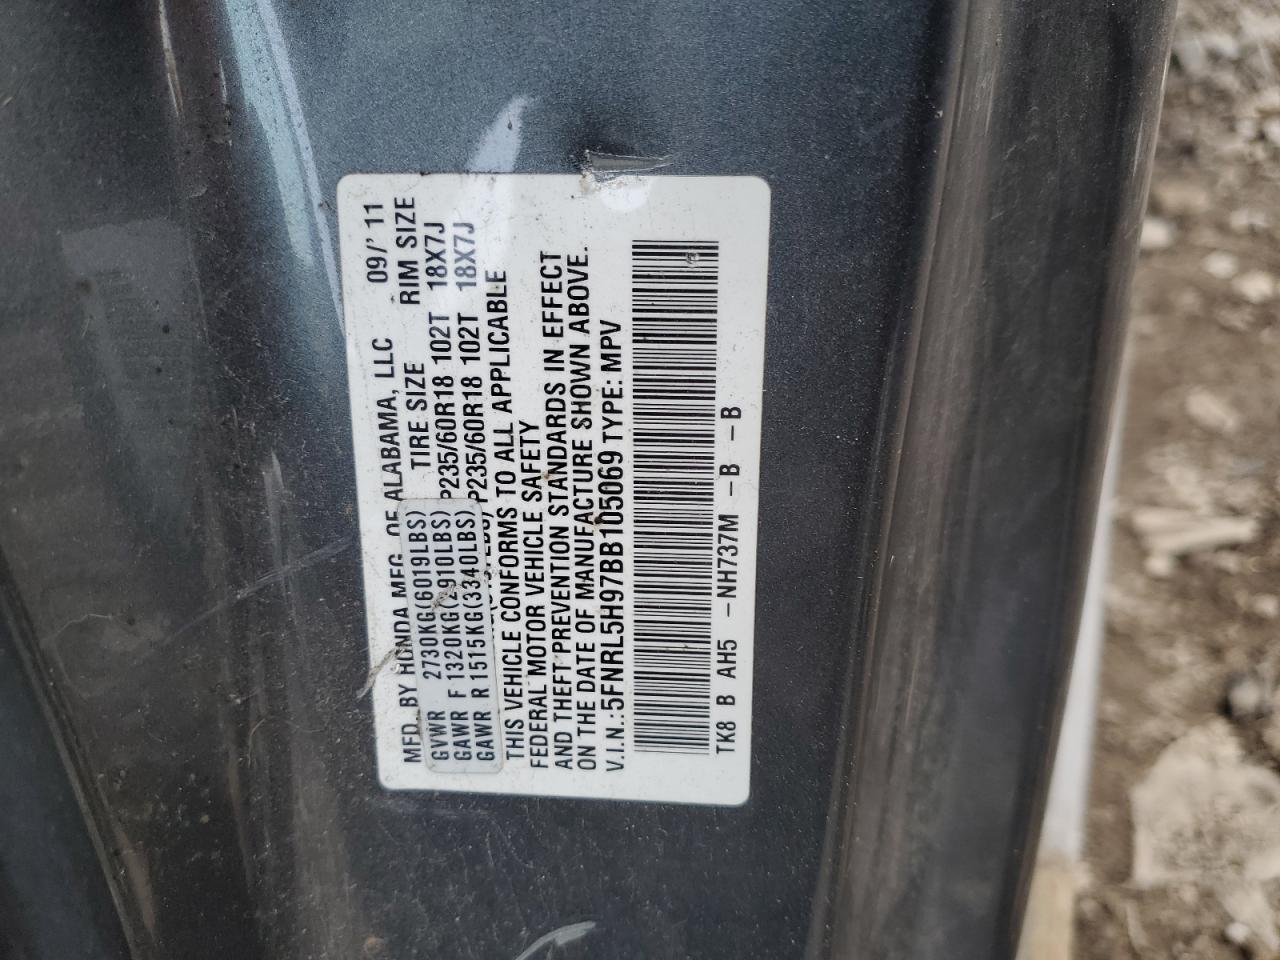 MFD. BY HONDA MFG. OF ALABAMA, LLC 09/' 11
TIRE SIZE RIM SIZE
GVWR 2730KG(6019LBS)
GAWR F 1320KG(2910LBS) P235/60R18 102T 18X7J
GAWR R 1515KG(3340LBS) P235/60R18 102T 18X7J
THIS VEHICLE CONFORMS TO ALL APPLICABLE
FEDERAL MOTOR VEHICLE SAFETY
AND THEFT PREVENTION STANDARDS IN EFFECT
ON THE DATE OF MANUFACTURE SHOWN ABOVE.
V.I.N.:5FNRL5H97BB105069 TYPE: MPV
TK8 B AH5 -NH737M -B -B